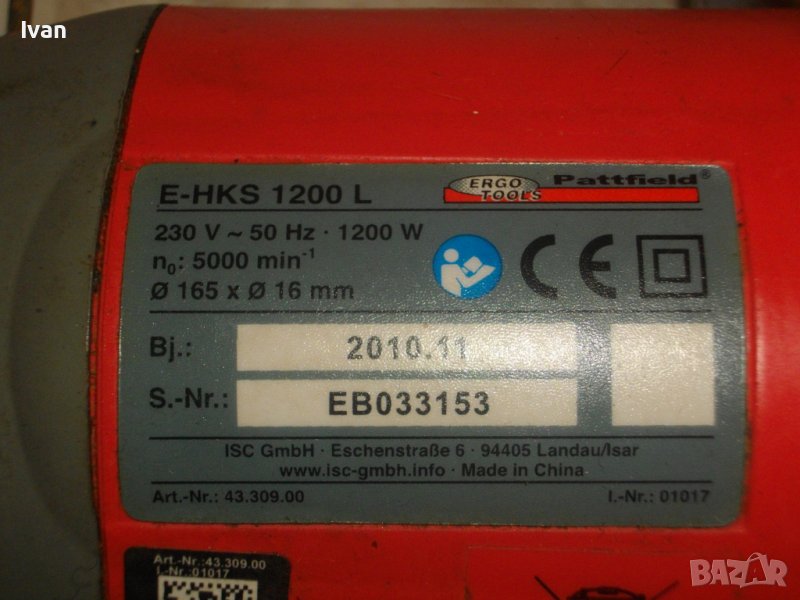 Ivan
E-HKS 1200 L
ERGO TOOLS Pattfield®
230 V ~ 50 Hz · 1200 W
n₀: 5000 min⁻¹
Ø 165 x Ø 16 mm
CE
Bj.: 2010.11
S.-Nr.: EB033153
ISC GmbH · Eschenstraße 6 · 94405 Landau/Isar
www.isc-gmbh.info · Made in China
Art.-Nr.: 43.309.00 I.-Nr.: 01017
Art.-Nr.:43.309.00
I.-Nr.:01017
BAZAR